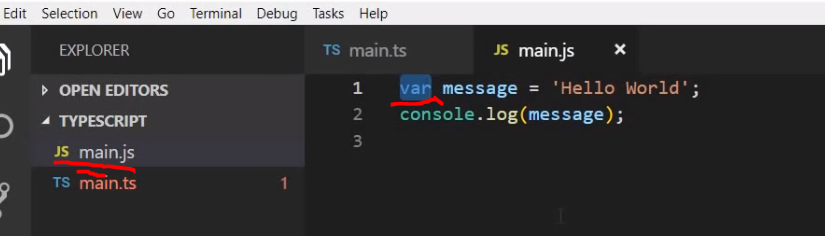 Edit Selection View Go Terminal Debug Tasks Help
EXPLORER
TS main.ts JS main.js ×
OPEN EDITORS
TYPESCRIPT
JS main.js
TS main.ts 1
1 var message = 'Hello World';
2 console.log(message);
3